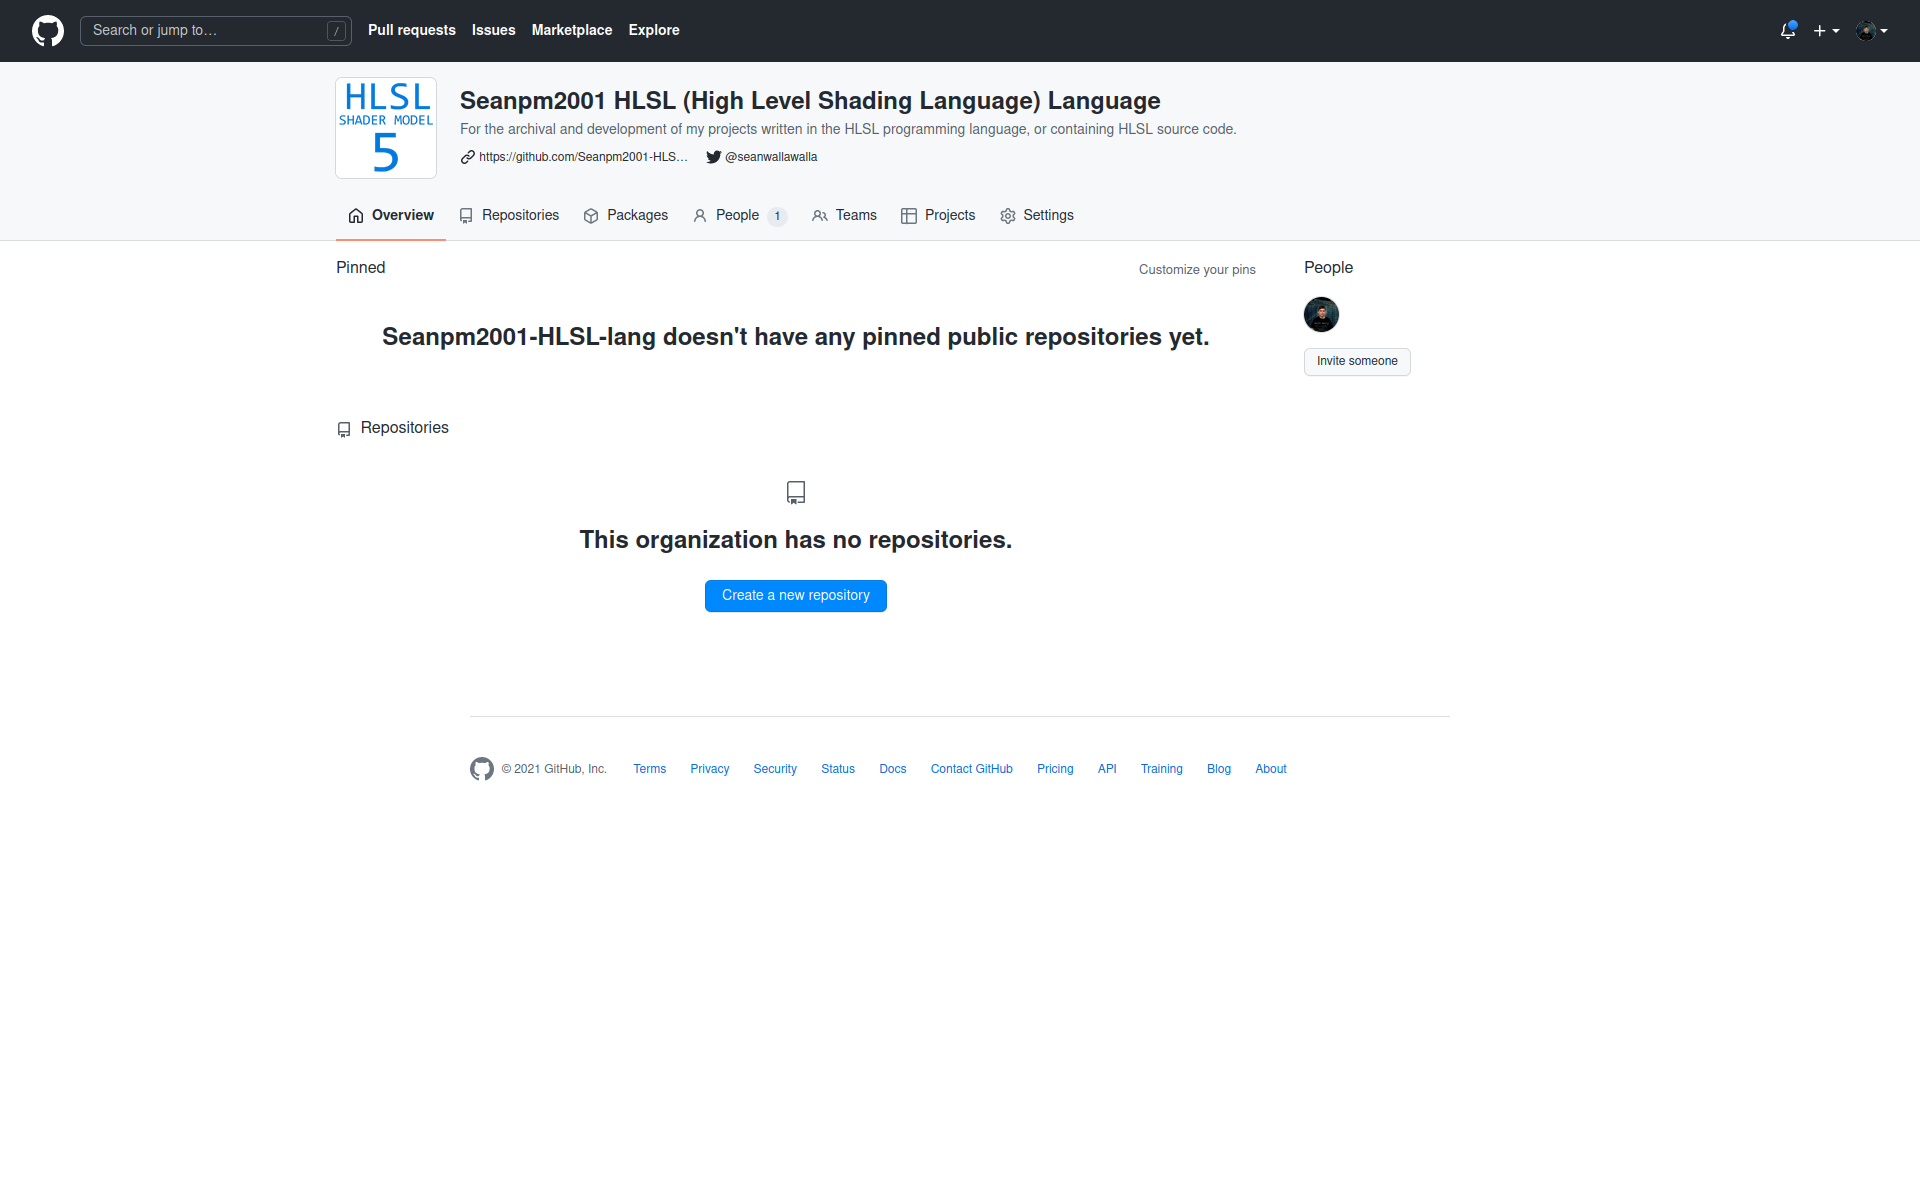 Search or jump to… /
Pull requests Issues Marketplace Explore
HLSL
SHADER MODEL
5
Seanpm2001 HLSL (High Level Shading Language) Language
For the archival and development of my projects written in the HLSL programming language, or containing HLSL source code.
https://github.com/Seanpm2001-HLS… @seanwallawalla
Overview Repositories Packages People 1 Teams Projects Settings
Pinned
Customize your pins
Seanpm2001-HLSL-lang doesn't have any pinned public repositories yet.
People
Invite someone
Repositories
This organization has no repositories.
Create a new repository
© 2021 GitHub, Inc. Terms Privacy Security Status Docs Contact GitHub Pricing API Training Blog About